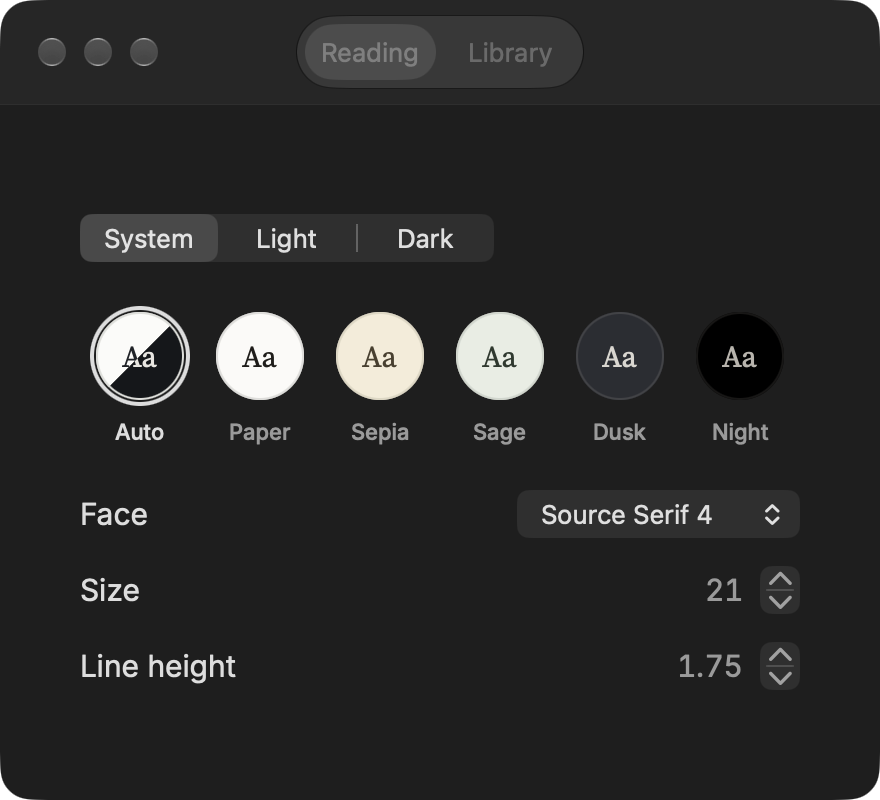 Reading Library
System Light Dark
Aa Aa Aa Aa Aa Aa
Auto Paper Sepia Sage Dusk Night
Face Source Serif 4
Size 21
Line height 1.75